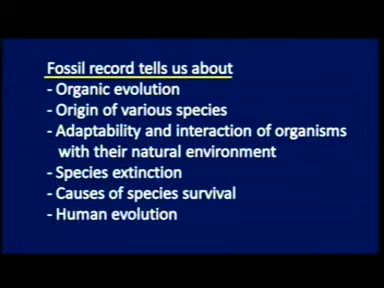 Fossil record tells us about
- Organic evolution
- Origin of various species
- Adaptability and interaction of organisms
with their natural environment
- Species extinction
- Causes of species survival
- Human evolution